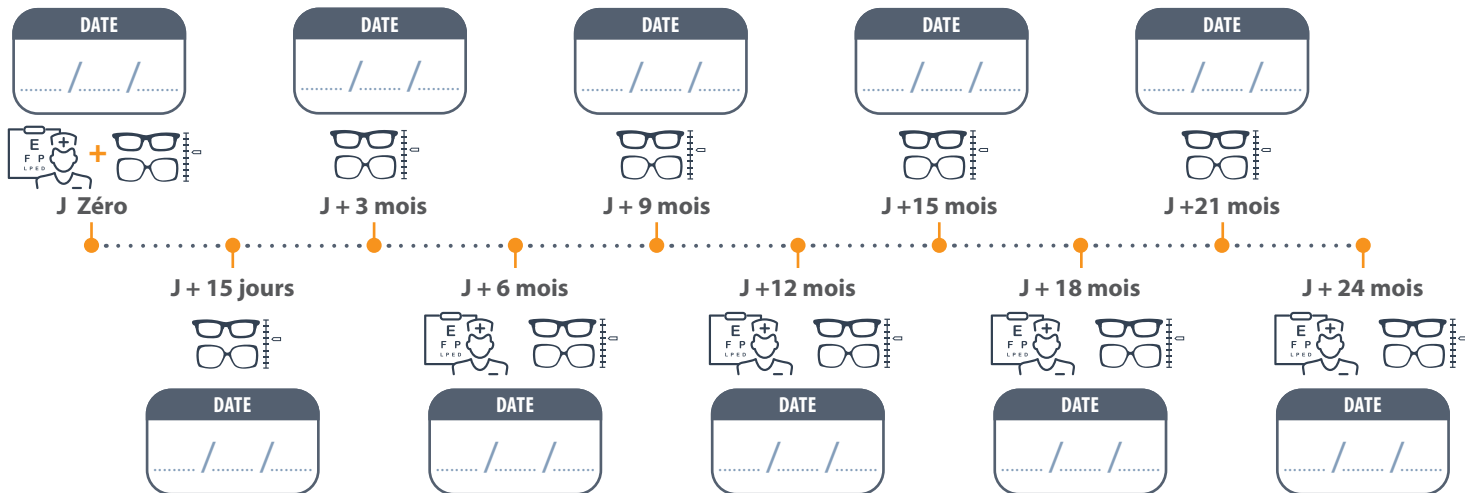 DATE
....../....../......
DATE
....../....../......
DATE
....../....../......
DATE
....../....../......
DATE
....../....../......
E
F P
L P E D
+
J Zéro
J + 3 mois
J + 9 mois
J +15 mois
J +21 mois
J + 15 jours
J + 6 mois
J +12 mois
J + 18 mois
J + 24 mois
E
F P
L P E D
E
F P
L P E D
E
F P
L P E D
E
F P
L P E D
DATE
....../....../......
DATE
....../....../......
DATE
....../....../......
DATE
....../....../......
DATE
....../....../......